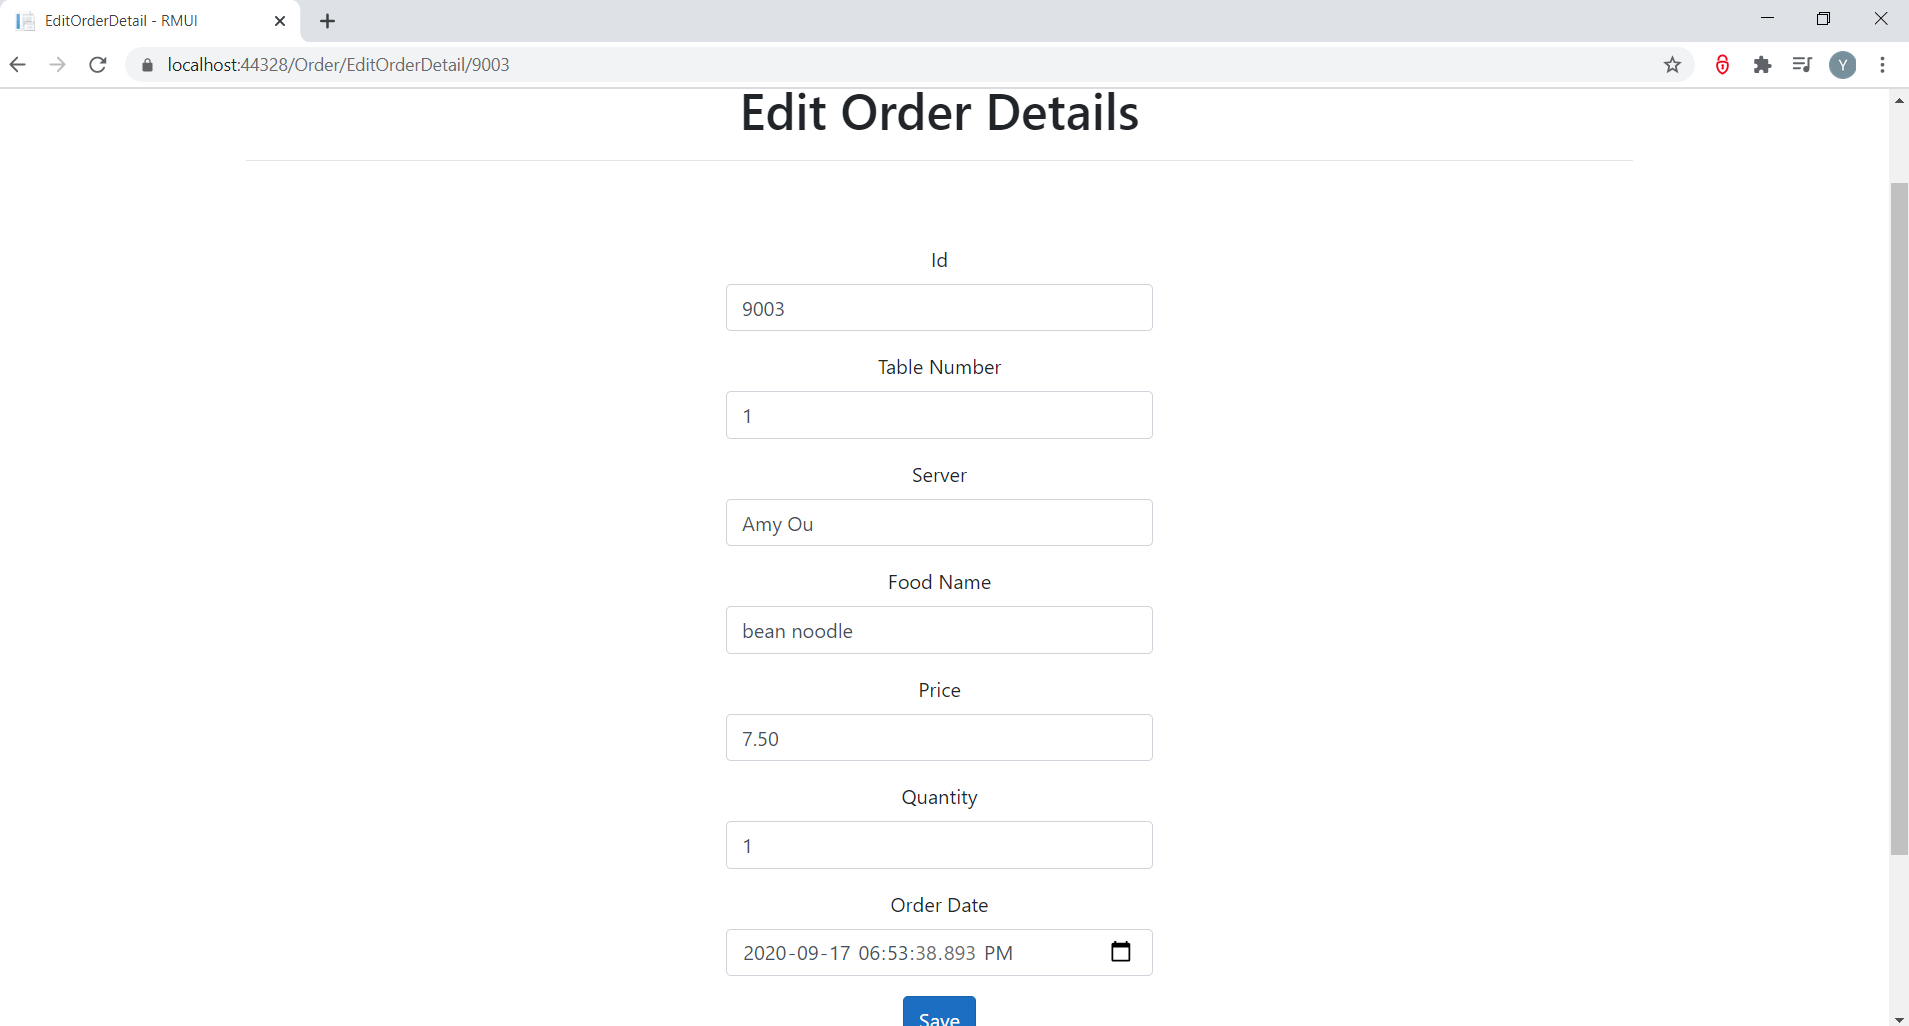 EditOrderDetail - RMUI
localhost:44328/Order/EditOrderDetail/9003
Y
Edit Order Details
Id
9003
Table Number
1
Server
Amy Ou
Food Name
bean noodle
Price
7.50
Quantity
1
Order Date
2020-09-17 06:53:38.893 PM
Save